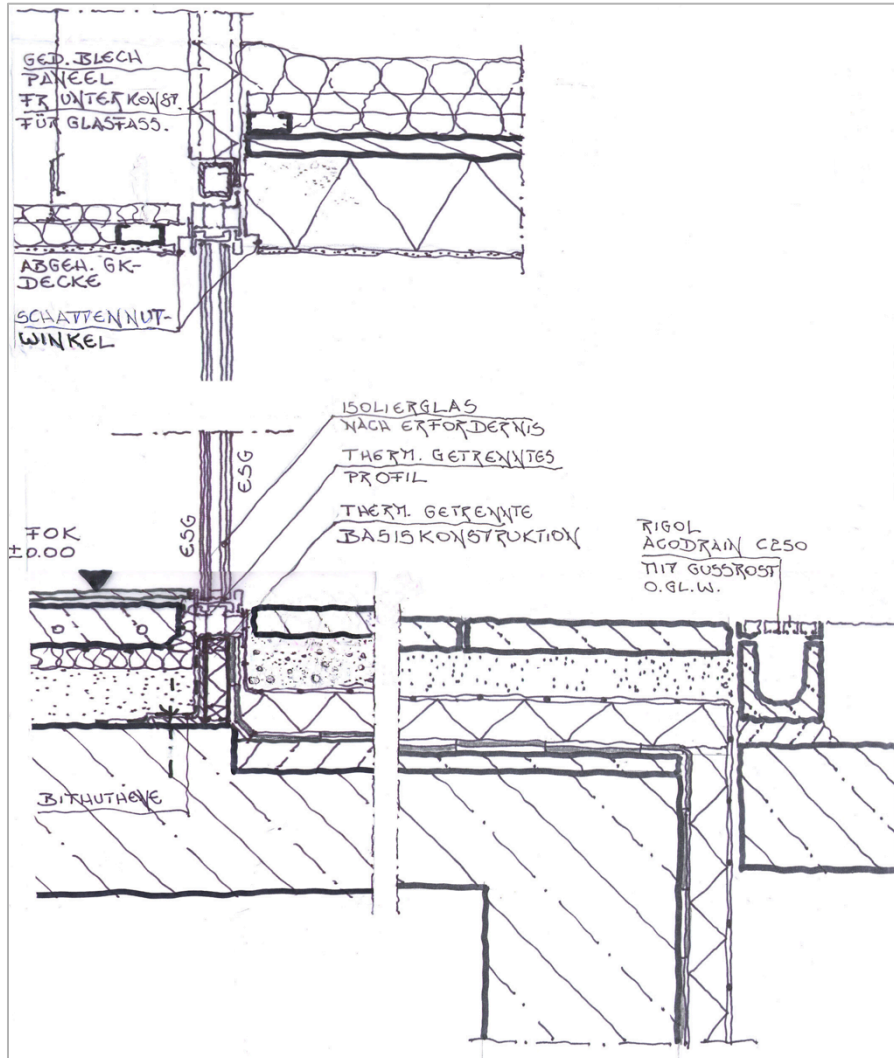 GED. BLECH
PANEEL
FR UNTERKONST.
FÜR GLASFASS.
ABGEH. GK-
DECKE
SCHATTENNUT-
WINKEL
ISOLIERGLAS
NACH ERFORDERNIS
THERM. GETRENNTES
PROFIL
THERM. GETRENNTE
BASISKONSTRUKTION
ESG
ESG
FOK
± 0.00
RIGOL
ACODRAIN C250
MIT GUSSROST
O.GL.W.
BITHUTHENE